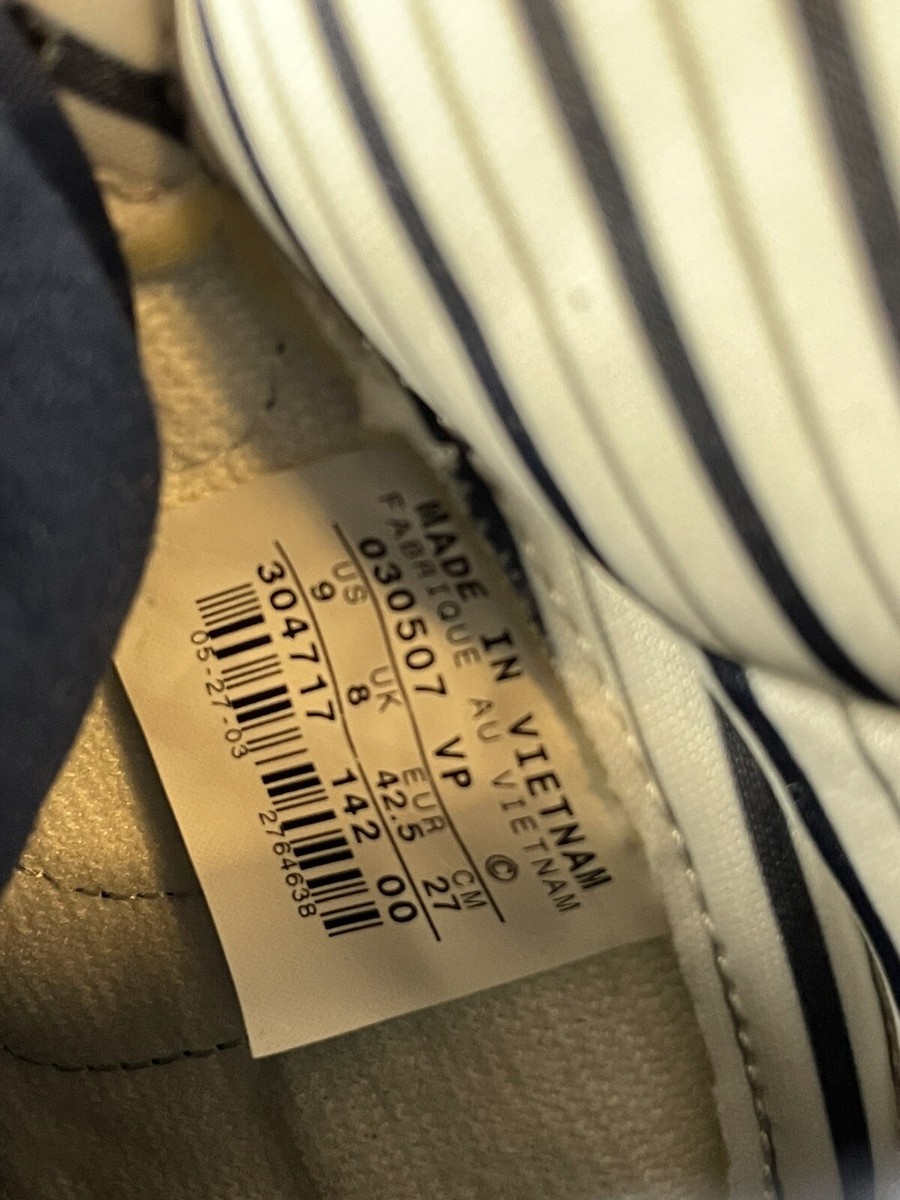 MADE IN VIETNAM
FABRIQUE AU VIETNAM
030507 VP ©
US UK EUR CM
9 8 42.5 27
304717 142 00
05-27-03 2764638